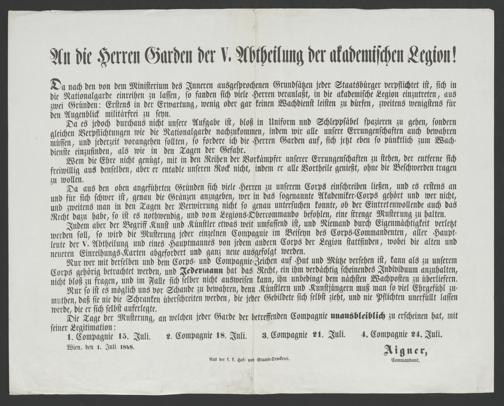 An die Herren Garden der V. Abtheilung der akademischen Legion!
Da nach den von dem Ministerium des Inneren ausgesprochenen Grundsätzen jeder Staatsbürger verpflichtet ist, sich in
die Nationalgarde einreihen zu lassen, so fanden sich viele Herren veranlaßt, in die akademische Legion einzutreten, aus
zwei Gründen: Erstens in der Erwartung, wenig oder gar keinen Wachdienst leisten zu dürfen, zweitens wenigstens für
den Augenblick militärfrei zu seyn.
Da es jedoch durchaus nicht unsere Aufgabe ist, bloß in Uniform und Schleppsäbel spazieren zu gehen, sondern
gleichen Verpflichtungen wie die Nationalgarde nachzukommen, indem wir alle unsre Errungenschaften auch bewahren
müssen, und jederzeit vorangehen sollten, so fordere ich die Herren Garden auf, sich jetzt eben so pünktlich zum Wach-
dienste einzufinden, als wie in den Tagen der Gefahr.
Wem die Ehre nicht genügt, mit in den Reihen der Vorkämpfer unserer Errungenschaften zu stehen, der entferne sich
freiwillig aus denselben, aber er entable unseren Rock nicht, indem er alle Vortheile genießt, ohne die Beschwerden tragen
zu wollen.
Da aus den oben angeführten Gründen sich viele Herren zu unserem Corps einschreiben ließen, und es erstens an
und für sich schwer ist, genau die Gränzen anzugeben, wer in das sogenannte Akademiker-Corps gehört und wer nicht,
und zweitens man in den Tagen der Verwirrung nicht so genau untersuchen konnte, ob der Eintretenwollende auch das
Recht dazu habe, so ist es nothwendig, und vom Legions-Obercommando befohlen, eine strenge Musterung zu halten.
Indem aber der Begriff Kunst und Künstler etwas weit umfassend ist, und Niemand durch Eigenmächtigkeit verletzt
werden soll, so wird die Musterung jeder einzelnen Compagnie im Beiseyn des Corps-Commandanten, aller Haupt-
leute der V. Abtheilung und eines Hauptmannes von jedem andern Corps der Legion stattfinden, wobei die alten und
neueren Einreihungs-Karten abgefordert und ganz neue ausgefolgt werden.
Nur wer mit derselben und den Corps- und Compagnie-Zeichen auf Hut und Mütze versehen ist, kann als zu unserem
Corps gehörig betrachtet werden, und Jedermann hat das Recht, ein ihm verdächtig scheinendes Individuum anzuhalten,
nicht bloß zu fragen, und im Falle sich selber nicht ausweisen kann, ihn unbedingt dem nächsten Wachposten zu überliefern.
Nur so ist es möglich uns vor Schande zu bewahren, denn Künstlern und Kunstjüngern muß man so viel Ehrgefühl zu-
muthen, daß sie nie die Schranken überschreiten werden, die jeder Gebildete sich selbst zieht, und nie Pflichten unerfüllt lassen
werde, die er sich selbst auferlegte.
Die Tage der Musterung, an welchen jeder Garde der betreffenden Compagnie unausbleiblich zu erscheinen hat, mit
seiner Legitimation:
1. Compagnie 15. Juli. 2. Compagnie 18. Juli. 3. Compagnie 21. Juli. 4. Compagnie 24. Juli.
Wien, den 1. Juli 1848.
Aigner,
Commandant.
Aus der k. k. Hof- und Staats-Druckerei.